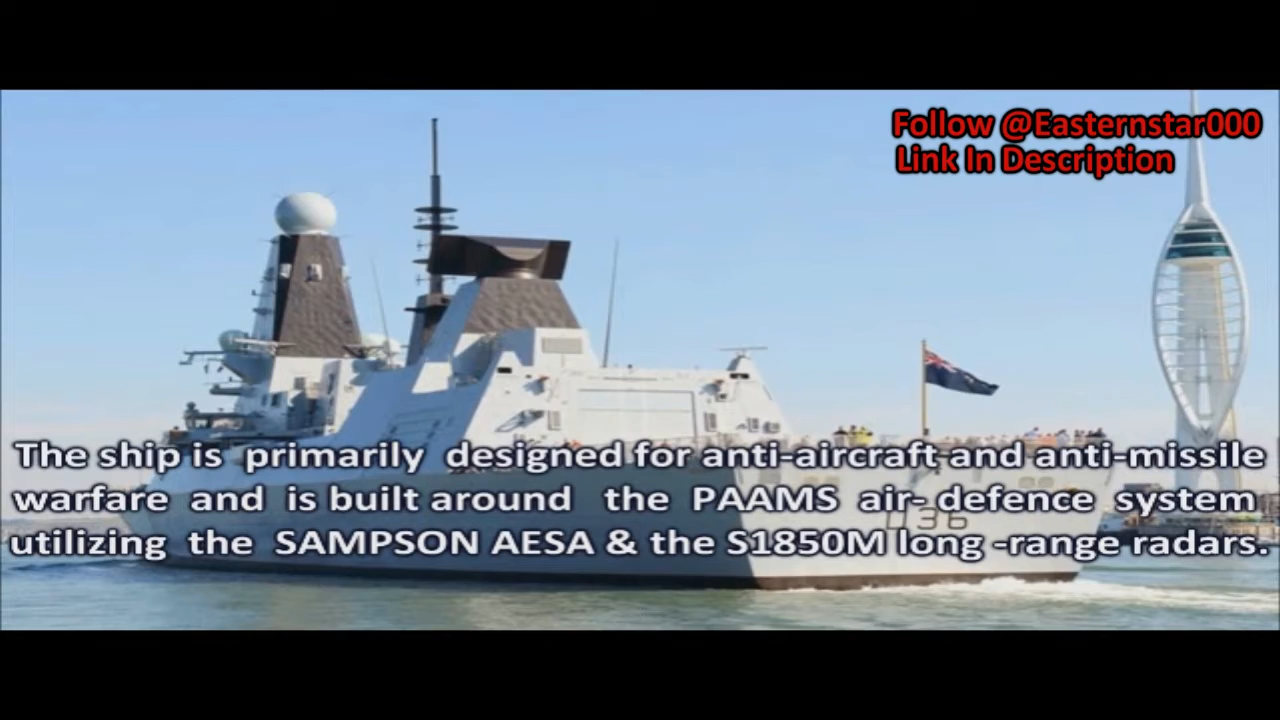 Follow @Easternstar000
Link In Description
The ship is primarily designed for anti-aircraft and anti-missile
warfare and is built around the PAAMS air- defence system
utilizing the SAMPSON AESA & the S1850M long -range radars.
D36